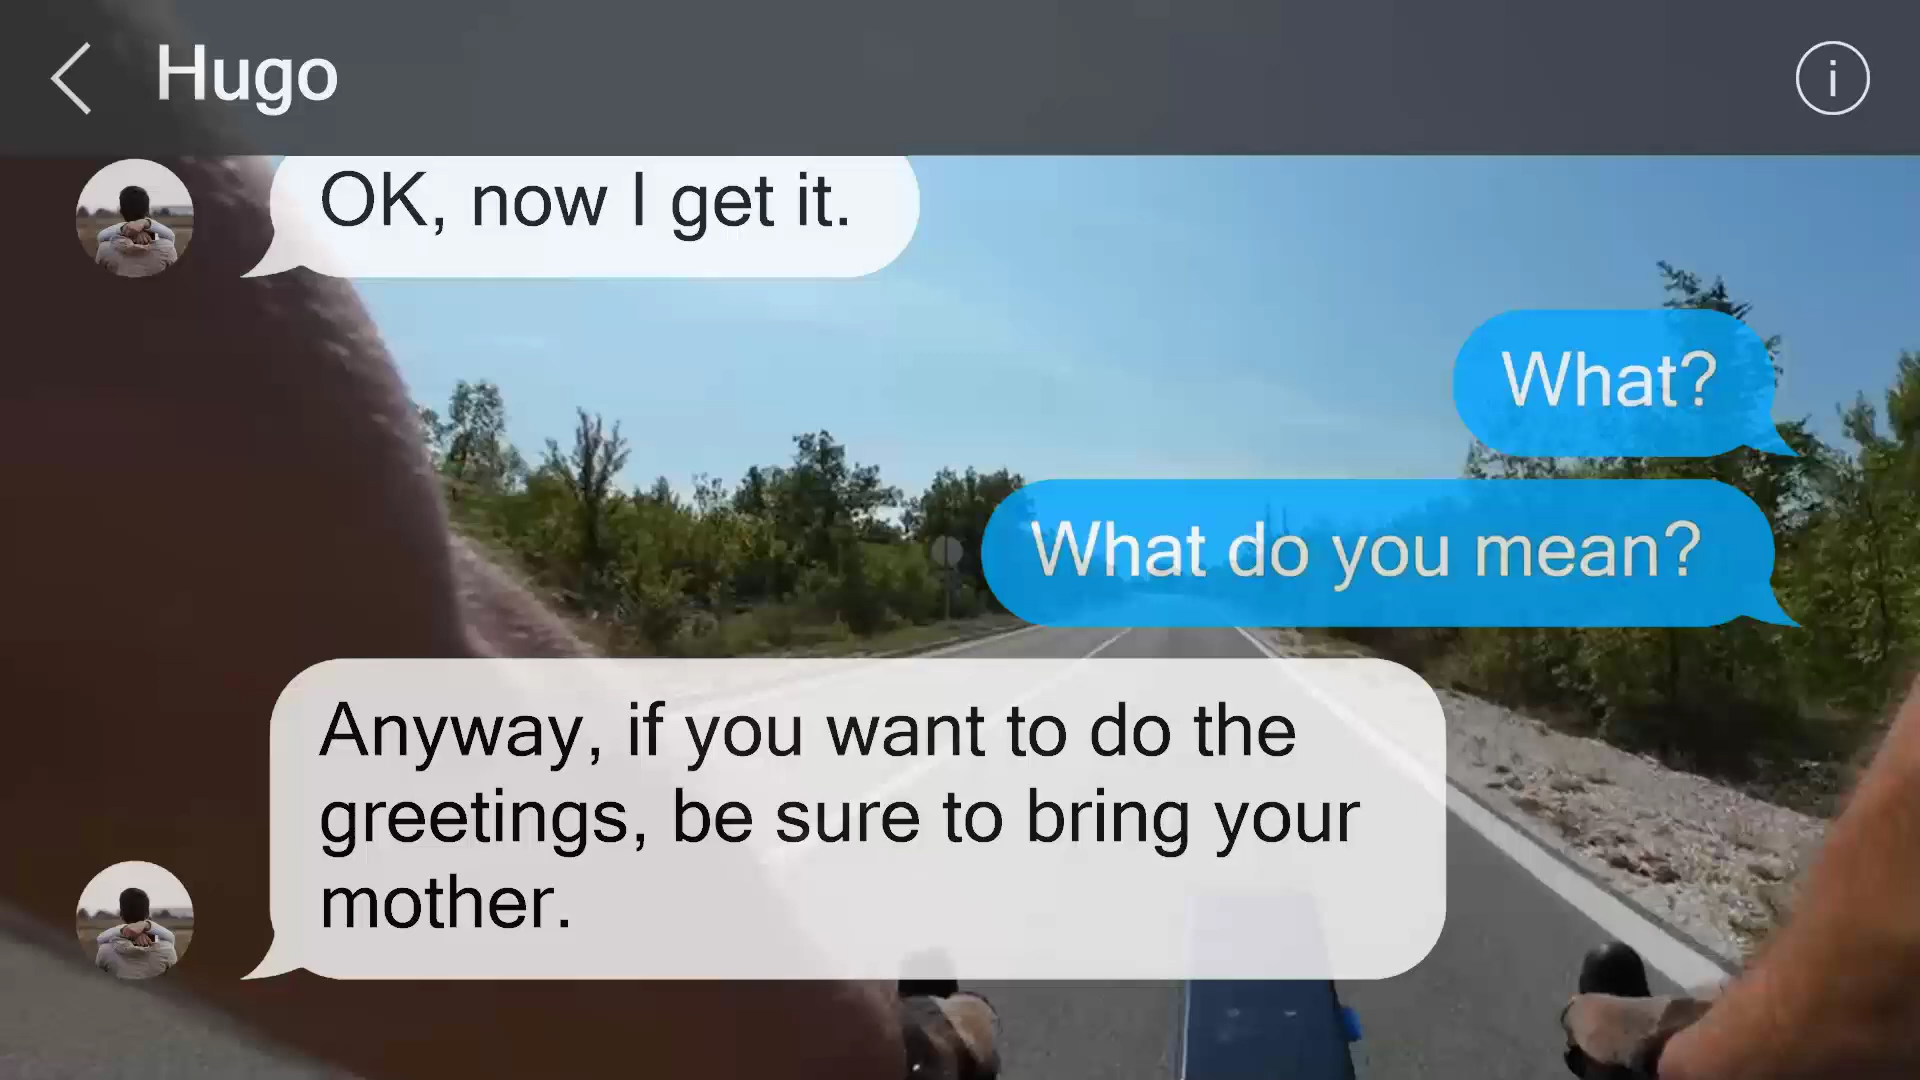 Hugo
OK, now I get it.
What?
What do you mean?
Anyway, if you want to do the
greetings, be sure to bring your
mother.